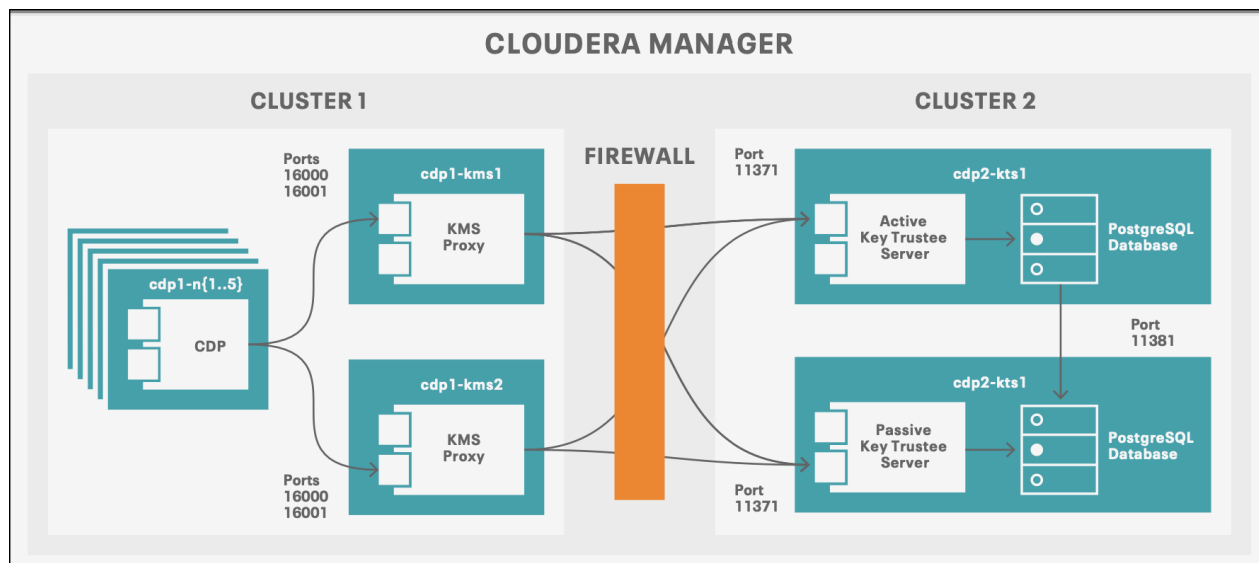 CLOUDERA MANAGER
CLUSTER 1
CLUSTER 2
Ports
16000
16001
cdp1-kms1
KMS
Proxy
FIREWALL
Port
11371
cdp2-kts1
Active
Key Trustee
Server
PostgreSQL
Database
cdp1-n{1..5}
CDP
Port
11381
cdp1-kms2
KMS
Proxy
Ports
16000
16001
cdp2-kts1
Passive
Key Trustee
Server
PostgreSQL
Database
Port
11371